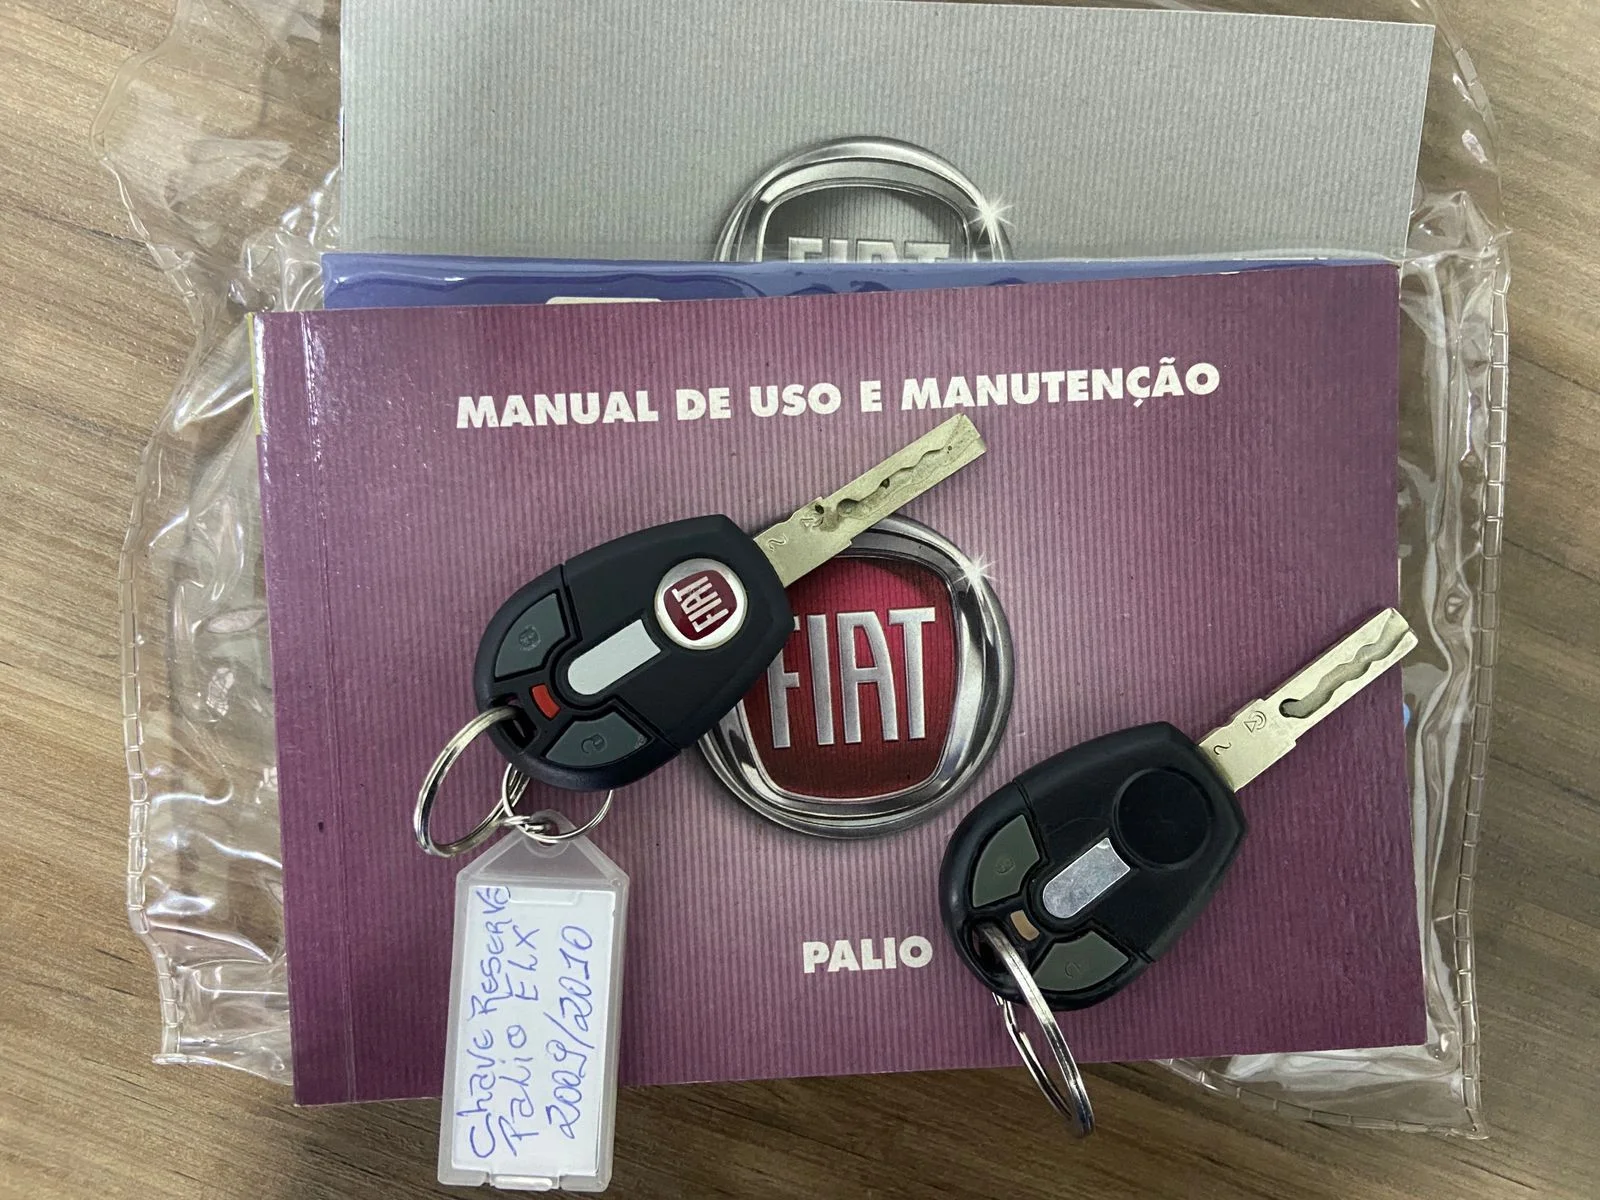 FIAT
MANUAL DE USO E MANUTENÇÃO
FIAT
FIAT
PALIO
Chave Reserva
Palio ELX
2009/2010